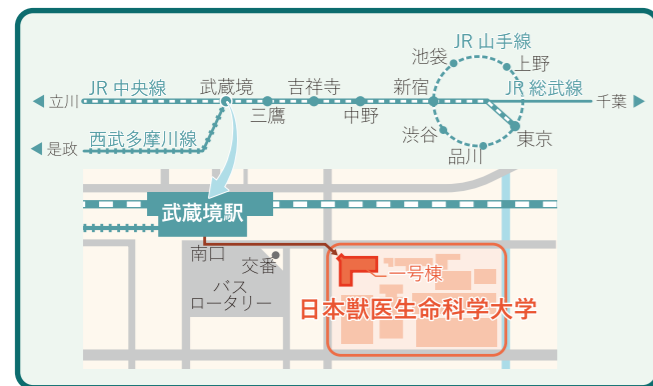 池袋
JR 山手線
上野
立川
JR 中央線
武蔵境
吉祥寺
新宿
JR 総武線
千葉
三鷹
中野
是政
西武多摩川線
渋谷
品川
東京
武蔵境駅
南口
交番
バス
ロータリー
一号棟
日本獣医生命科学大学